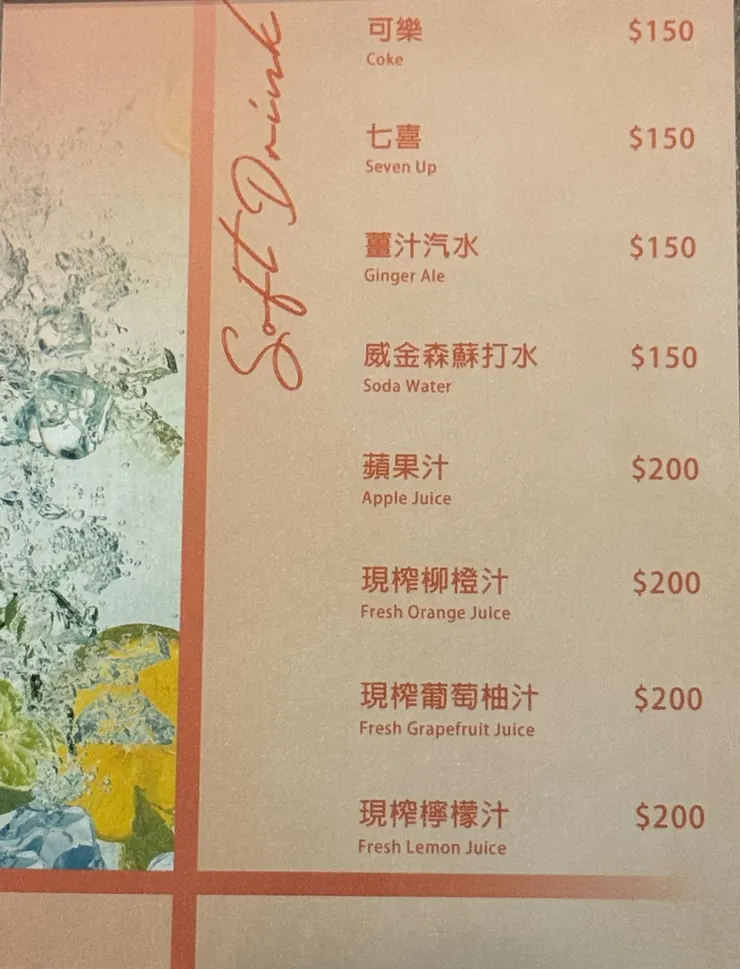 Soft Drink
可樂 $150
Coke
七喜 $150
Seven Up
薑汁汽水 $150
Ginger Ale
威金森蘇打水 $150
Soda Water
蘋果汁 $200
Apple Juice
現榨柳橙汁 $200
Fresh Orange Juice
現榨葡萄柚汁 $200
Fresh Grapefruit Juice
現榨檸檬汁 $200
Fresh Lemon Juice